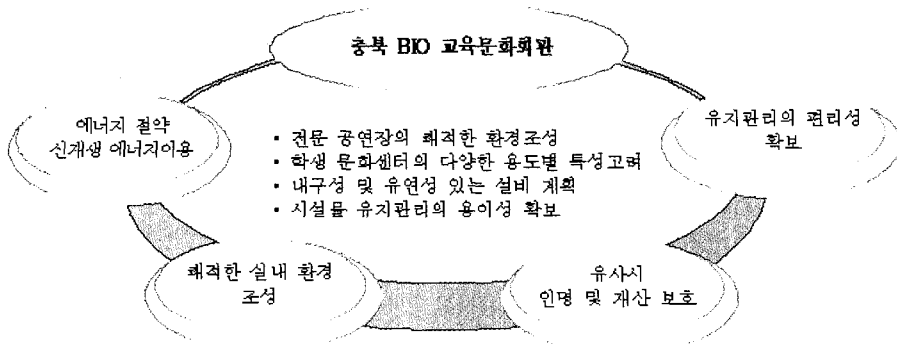 충북 BIO 교육문화회관
에너지 절약
신재생 에너지이용
유지관리의 편리성
확보
• 전문 공연장의 쾌적한 환경조성
• 학생 문화센터의 다양한 용도별 특성고려
• 내구성 및 유연성 있는 설비 계획
• 시설물 유지관리의 용이성 확보
쾌적한 실내 환경
조성
유사시
인명 및 재산 보호